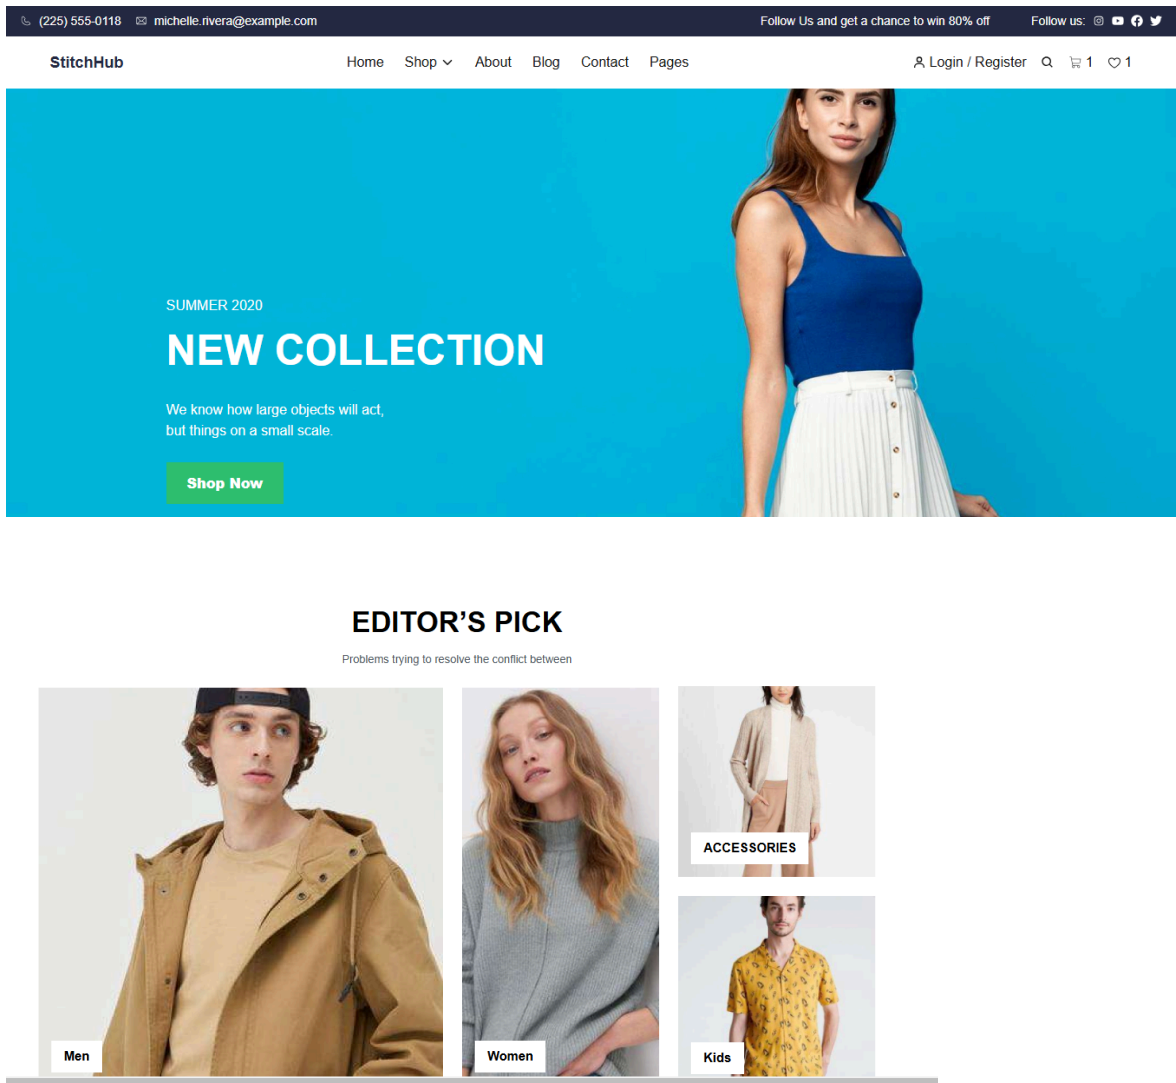 (225) 555-0118 michelle.rivera@example.com Follow Us and get a chance to win 80% off Follow us:
StitchHub Home Shop About Blog Contact Pages Login / Register 1 1
SUMMER 2020
NEW COLLECTION
We know how large objects will act,
but things on a small scale.
Shop Now
EDITOR’S PICK
Problems trying to resolve the conflict between
ACCESSORIES
Men
Women
Kids